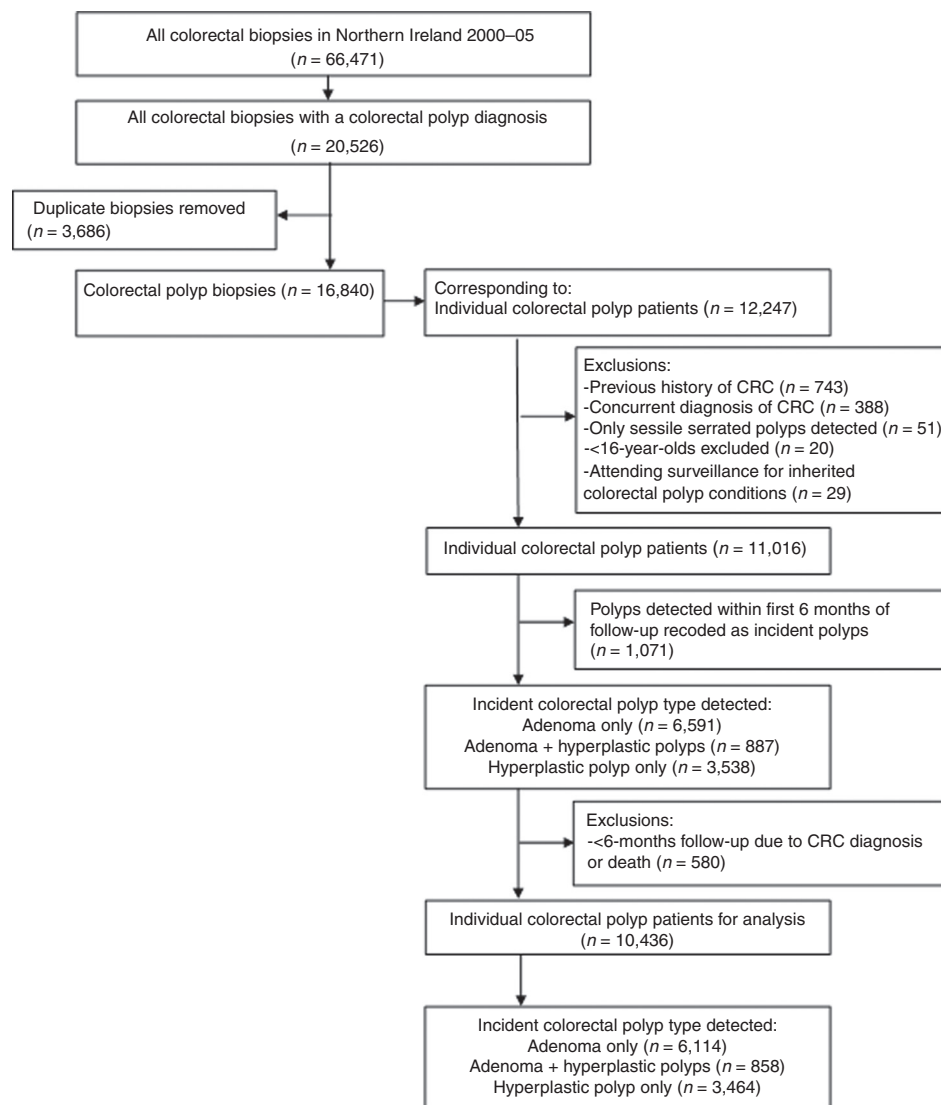 All colorectal biopsies in Northern Ireland 2000–05
(n = 66,471)
All colorectal biopsies with a colorectal polyp diagnosis
(n = 20,526)
Duplicate biopsies removed
(n = 3,686)
Colorectal polyp biopsies (n = 16,840)
Corresponding to:
Individual colorectal polyp patients (n = 12,247)
Exclusions:
-Previous history of CRC (n = 743)
-Concurrent diagnosis of CRC (n = 388)
-Only sessile serrated polyps detected (n = 51)
-<16-year-olds excluded (n = 20)
-Attending surveillance for inherited
colorectal polyp conditions (n = 29)
Individual colorectal polyp patients (n = 11,016)
Polyps detected within first 6 months of
follow-up recoded as incident polyps
(n = 1,071)
Incident colorectal polyp type detected:
Adenoma only (n = 6,591)
Adenoma + hyperplastic polyps (n = 887)
Hyperplastic polyp only (n = 3,538)
Exclusions:
-<6-months follow-up due to CRC diagnosis
or death (n = 580)
Individual colorectal polyp patients for analysis
(n = 10,436)
Incident colorectal polyp type detected:
Adenoma only (n = 6,114)
Adenoma + hyperplastic polyps (n = 858)
Hyperplastic polyp only (n = 3,464)